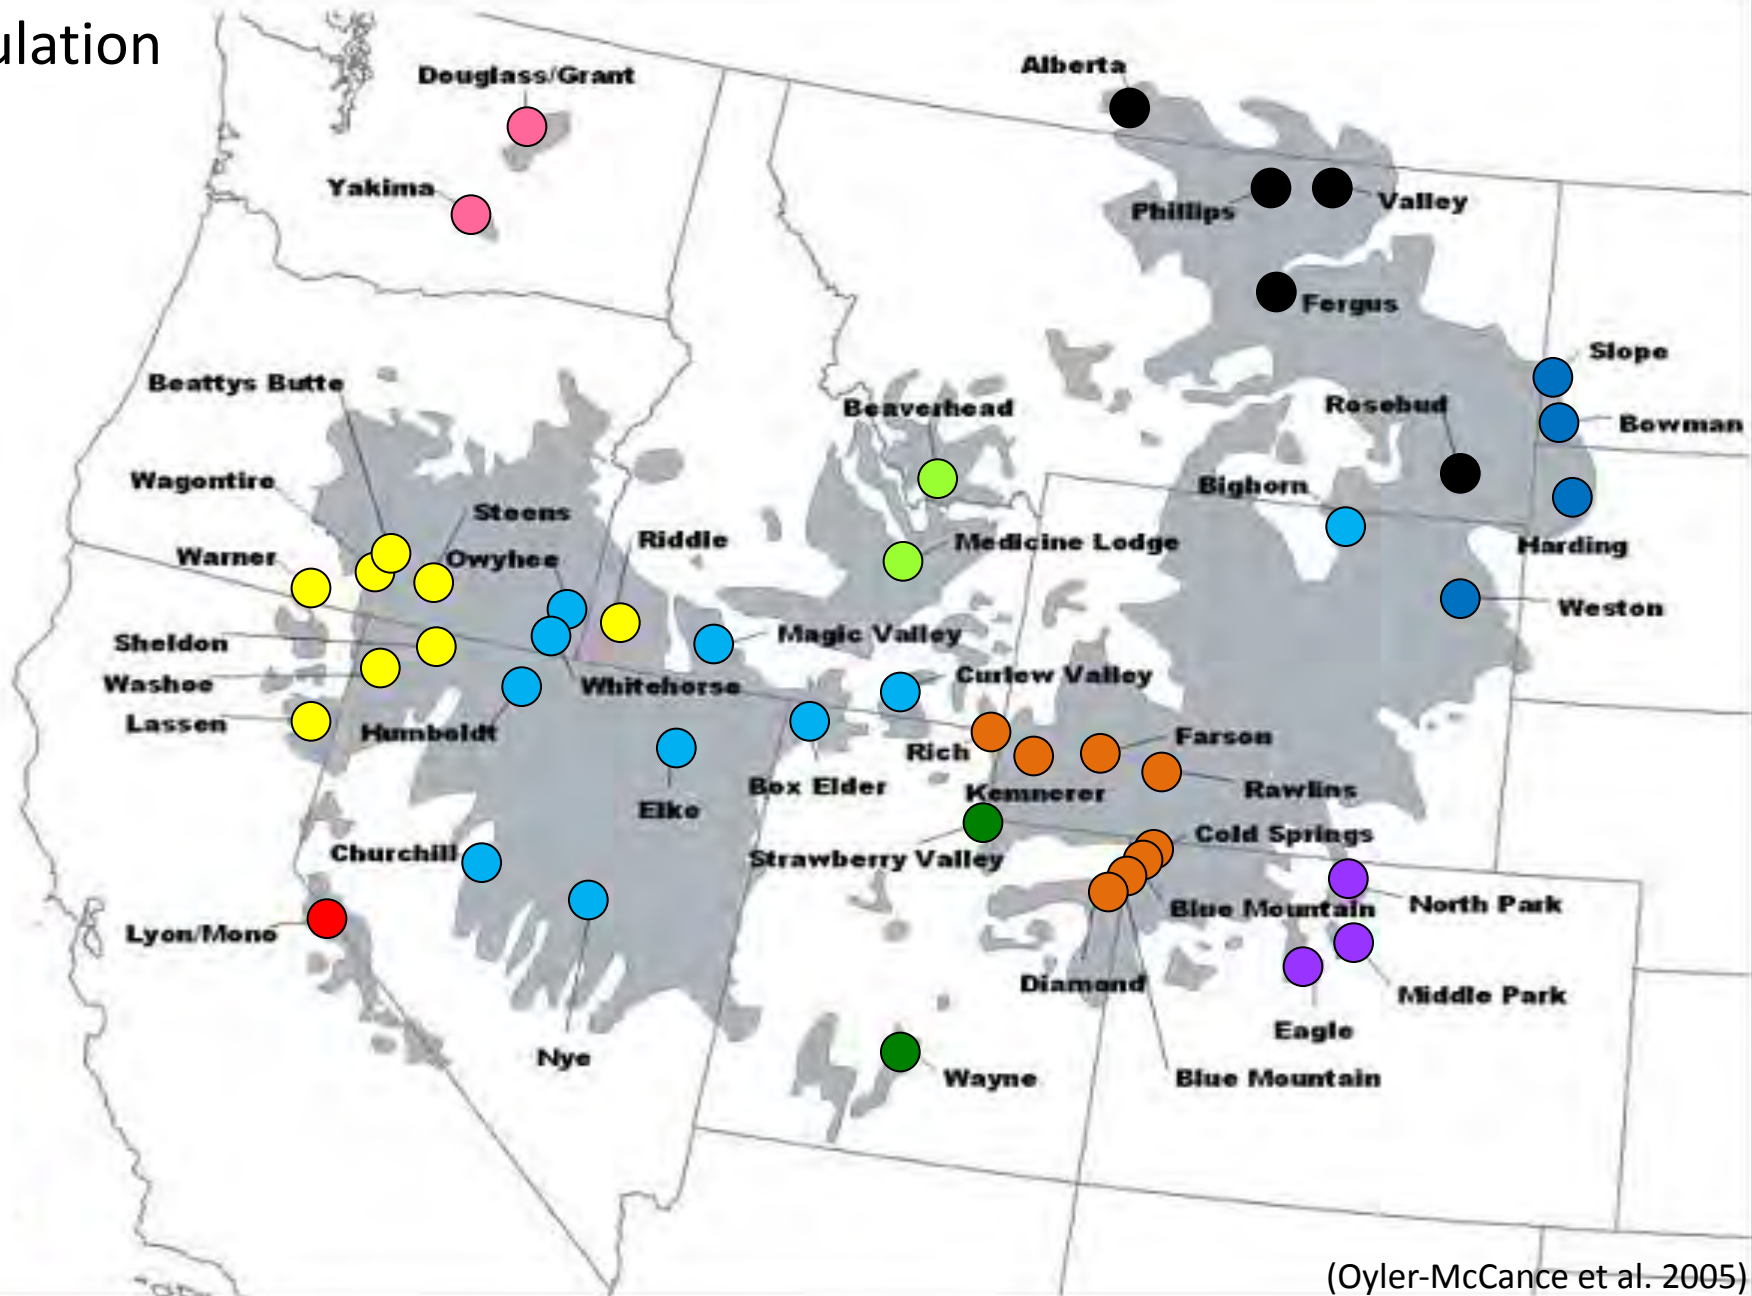 ulation
Alberta
Douglass/Grant
Yakima
Phillips
Valley
Fergus
Slope
Beattys Butte
Beaverhead
Rosebud
Bowman
Wagontire
Bighorn
Steens
Riddle
Medicine Lodge
Harding
Warner
Owyhee
Weston
Sheldon
Magic Valley
Washoe
Whitehorse
Curlew Valley
Lassen
Humboldt
Rich
Farson
Box Elder
Kemnerer
Rawlins
Elko
Churchill
Strawberry Valley
Cold Springs
Lyon/Mono
Blue Mountain
North Park
Diamond
Middle Park
Eagle
Nye
Wayne
Blue Mountain
(Oyler-McCance et al. 2005)